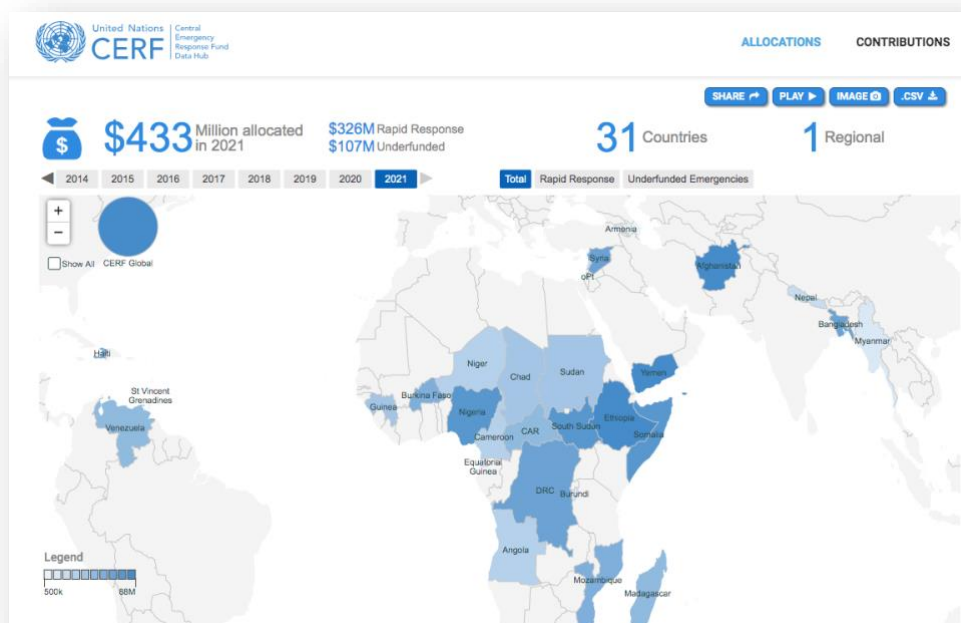 United Nations
CERF
Central
Emergency
Response Fund
Data Hub
ALLOCATIONS
CONTRIBUTIONS
SHARE
PLAY
IMAGE
.CSV
$
$433 Million allocated
in 2021
$326M Rapid Response
$107M Underfunded
31 Countries
1 Regional
2014 2015 2016 2017 2018 2019 2020 2021
Total Rapid Response Underfunded Emergencies
+
−
Show All
CERF Global
Armenia
Syria
oPt
Afghanistan
Nepal
Bangladesh
Myanmar
Haiti
St Vincent
Grenadines
Venezuela
Niger
Chad
Sudan
Yemen
Guinea
Burkina Faso
Nigeria
Cameroon
CAR
South Sudan
Ethiopia
Somalia
Equatorial
Guinea
DRC
Burundi
Angola
Mozambique
Madagascar
Legend
500k
88M